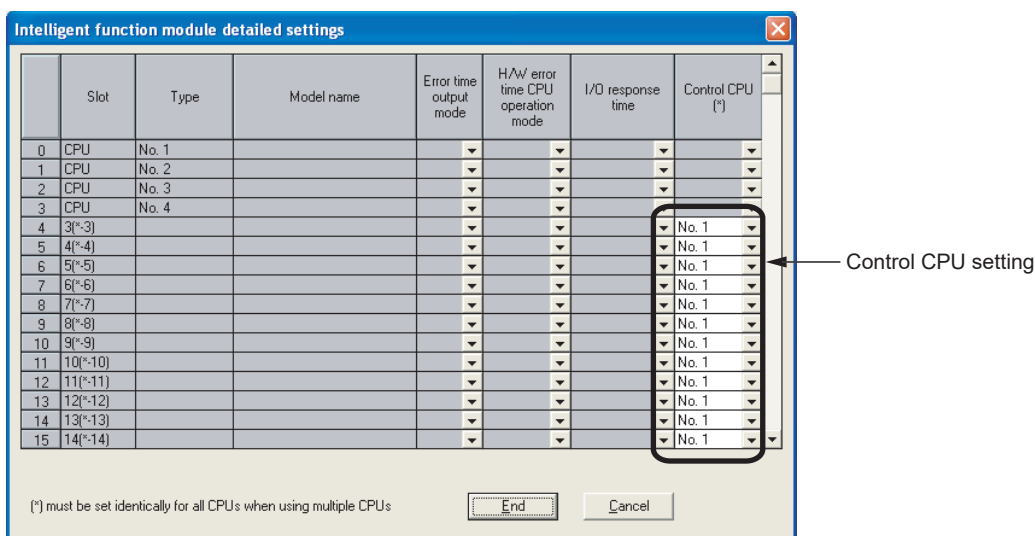 Intelligent function module detailed settings
Slot Type Model name Error time output mode H/W error time CPU operation mode I/O response time Control CPU (*)
0 CPU No. 1
1 CPU No. 2
2 CPU No. 3
3 CPU No. 4
4 3(*-3) No. 1
5 4(*-4) No. 1
6 5(*-5) No. 1
7 6(*-6) No. 1
8 7(*-7) No. 1
9 8(*-8) No. 1
10 9(*-9) No. 1
11 10(*-10) No. 1
12 11(*-11) No. 1
13 12(*-12) No. 1
14 13(*-13) No. 1
15 14(*-14) No. 1
Control CPU setting
(*) must be set identically for all CPUs when using multiple CPUs
End Cancel